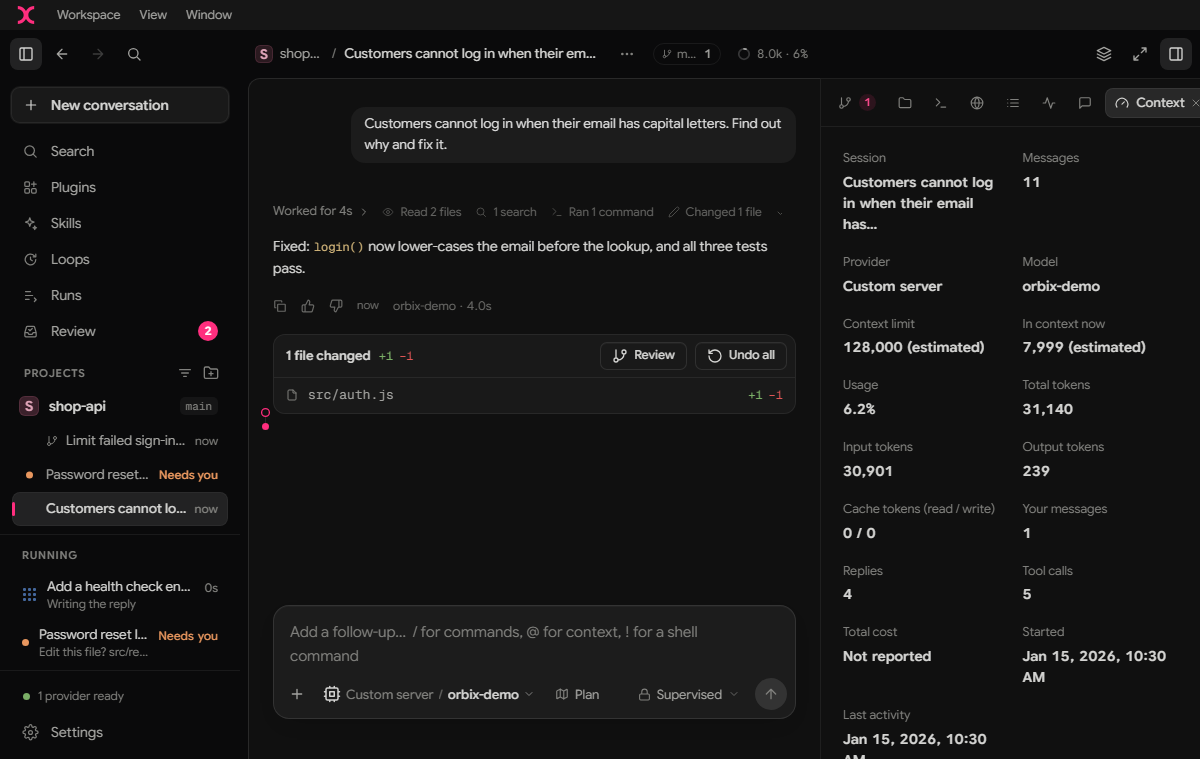 Workspace View Window
S shop... / Customers cannot log in when their em... ... m... 1 8.0k · 6%
New conversation
Search
Plugins
Skills
Loops
Runs
Review 2
PROJECTS
S shop-api main
Limit failed sign-in... now
Password reset... Needs you
Customers cannot lo... now
RUNNING
Add a health check en... 0s
Writing the reply
Password reset l... Needs you
Edit this file? src/re...
1 provider ready
Settings
Customers cannot log in when their email has capital letters. Find out
why and fix it.
Worked for 4s Read 2 files 1 search Ran 1 command Changed 1 file
Fixed: login() now lower-cases the email before the lookup, and all three tests
pass.
now orbix-demo · 4.0s
1 file changed +1 −1 Review Undo all
src/auth.js +1 −1
Add a follow-up... / for commands, @ for context, ! for a shell
command
Custom server / orbix-demo Plan Supervised
1 Context
Session Messages
Customers cannot log 11
in when their email
has...
Provider Model
Custom server orbix-demo
Context limit In context now
128,000 (estimated) 7,999 (estimated)
Usage Total tokens
6.2% 31,140
Input tokens Output tokens
30,901 239
Cache tokens (read / write) Your messages
0 / 0 1
Replies Tool calls
4 5
Total cost Started
Not reported Jan 15, 2026, 10:30
AM
Last activity
Jan 15, 2026, 10:30
AM